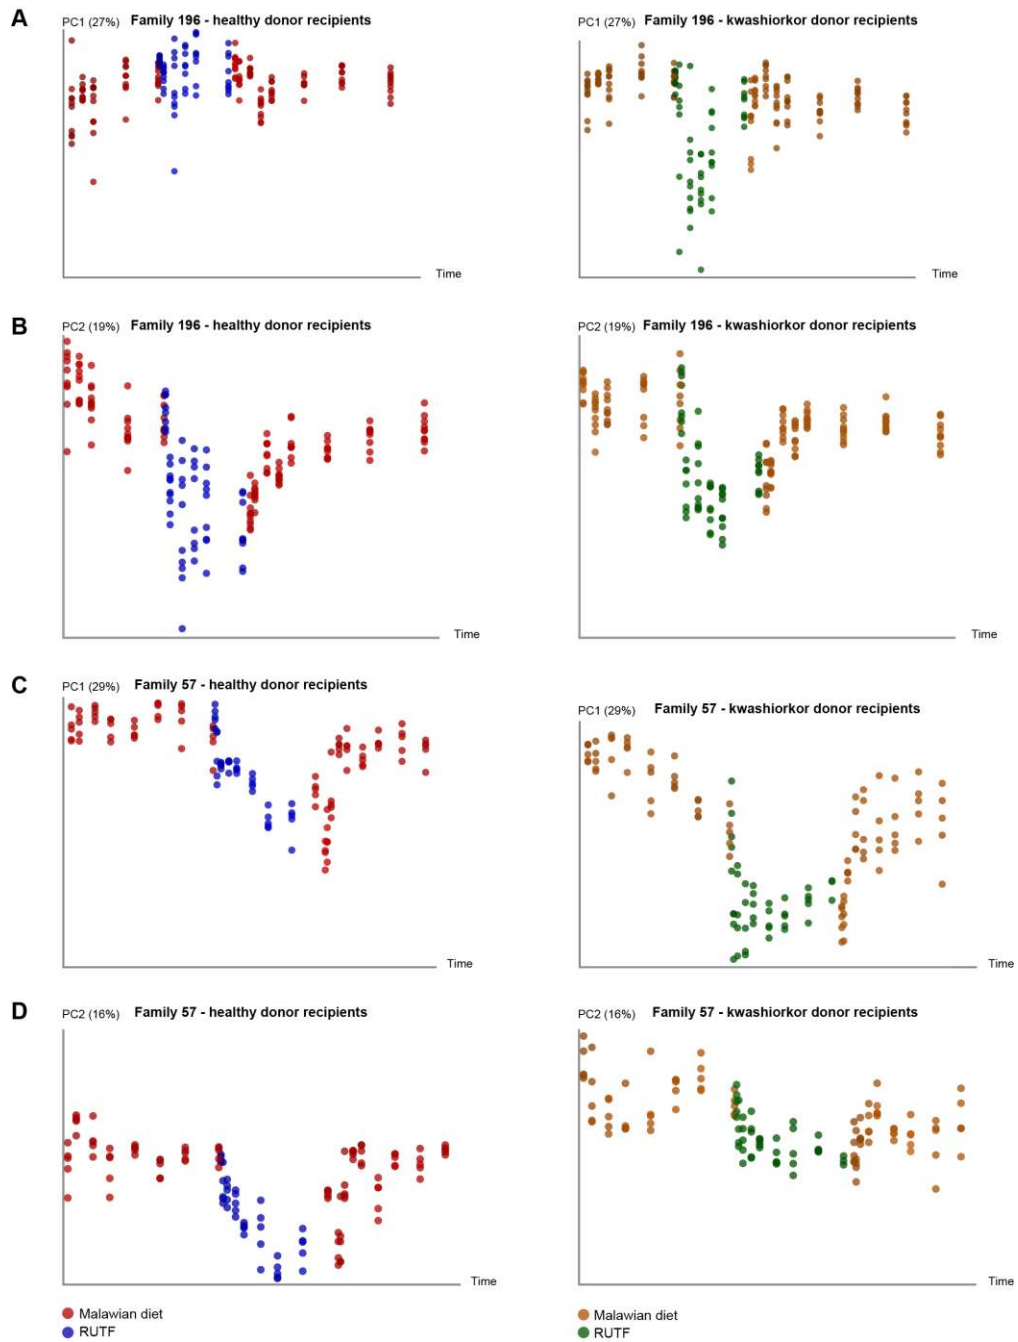 A
PC1 (27%) Family 196 - healthy donor recipients
Time
PC1 (27%) Family 196 - kwashiorkor donor recipients
Time
B
PC2 (19%) Family 196 - healthy donor recipients
Time
PC2 (19%) Family 196 - kwashiorkor donor recipients
Time
C
PC1 (29%) Family 57 - healthy donor recipients
Time
PC1 (29%) Family 57 - kwashiorkor donor recipients
Time
D
PC2 (16%) Family 57 - healthy donor recipients
Time
PC2 (16%) Family 57 - kwashiorkor donor recipients
Time
Malawian diet
RUTF
Malawian diet
RUTF